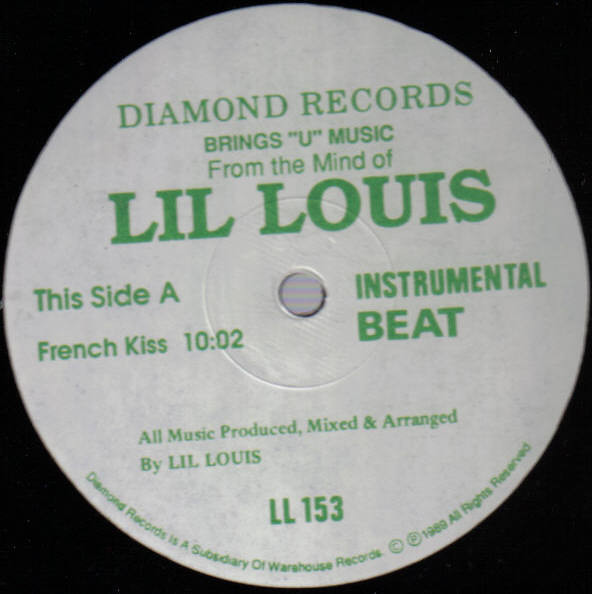 DIAMOND RECORDS
BRINGS "U" MUSIC
From the Mind of
LIL LOUIS
This Side A
INSTRUMENTAL
French Kiss 10:02
BEAT
All Music Produced, Mixed & Arranged
By LIL LOUIS
LL 153
Diamond Records Is A Subsidiary Of Warehouse Records. © ℗ 1989 All Rights Reserved